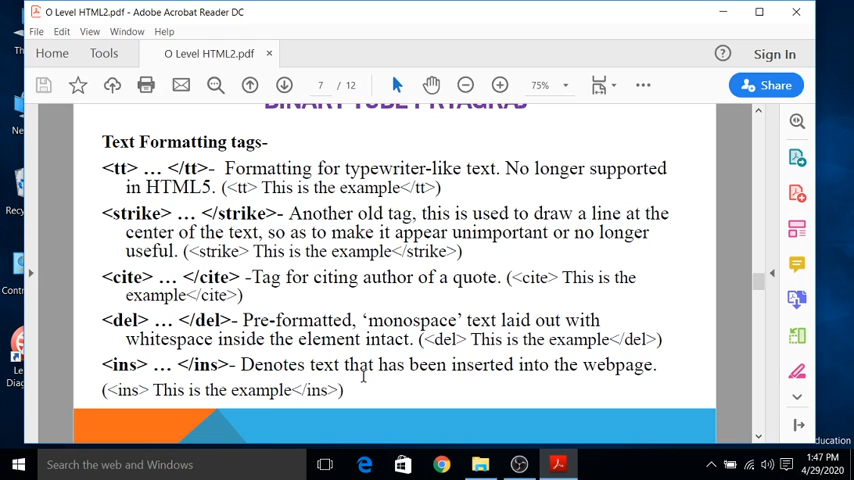 O Level HTML2.pdf - Adobe Acrobat Reader DC
File Edit View Window Help
Home Tools O Level HTML2.pdf × ? Sign In
7 / 12 75% Share
Text Formatting tags-
<tt> ... </tt>- Formatting for typewriter-like text. No longer supported
in HTML5. (<tt> This is the example</tt>)
<strike> ... </strike>- Another old tag, this is used to draw a line at the
center of the text, so as to make it appear unimportant or no longer
useful. (<strike> This is the example</strike>)
<cite> ... </cite> -Tag for citing author of a quote. (<cite> This is the
example</cite>)
<del> ... </del>- Pre-formatted, ‘monospace’ text laid out with
whitespace inside the element intact. (<del> This is the example</del>)
<ins> ... </ins>- Denotes text that has been inserted into the webpage.
(<ins> This is the example</ins>)
Search the web and Windows
1:47 PM
4/29/2020